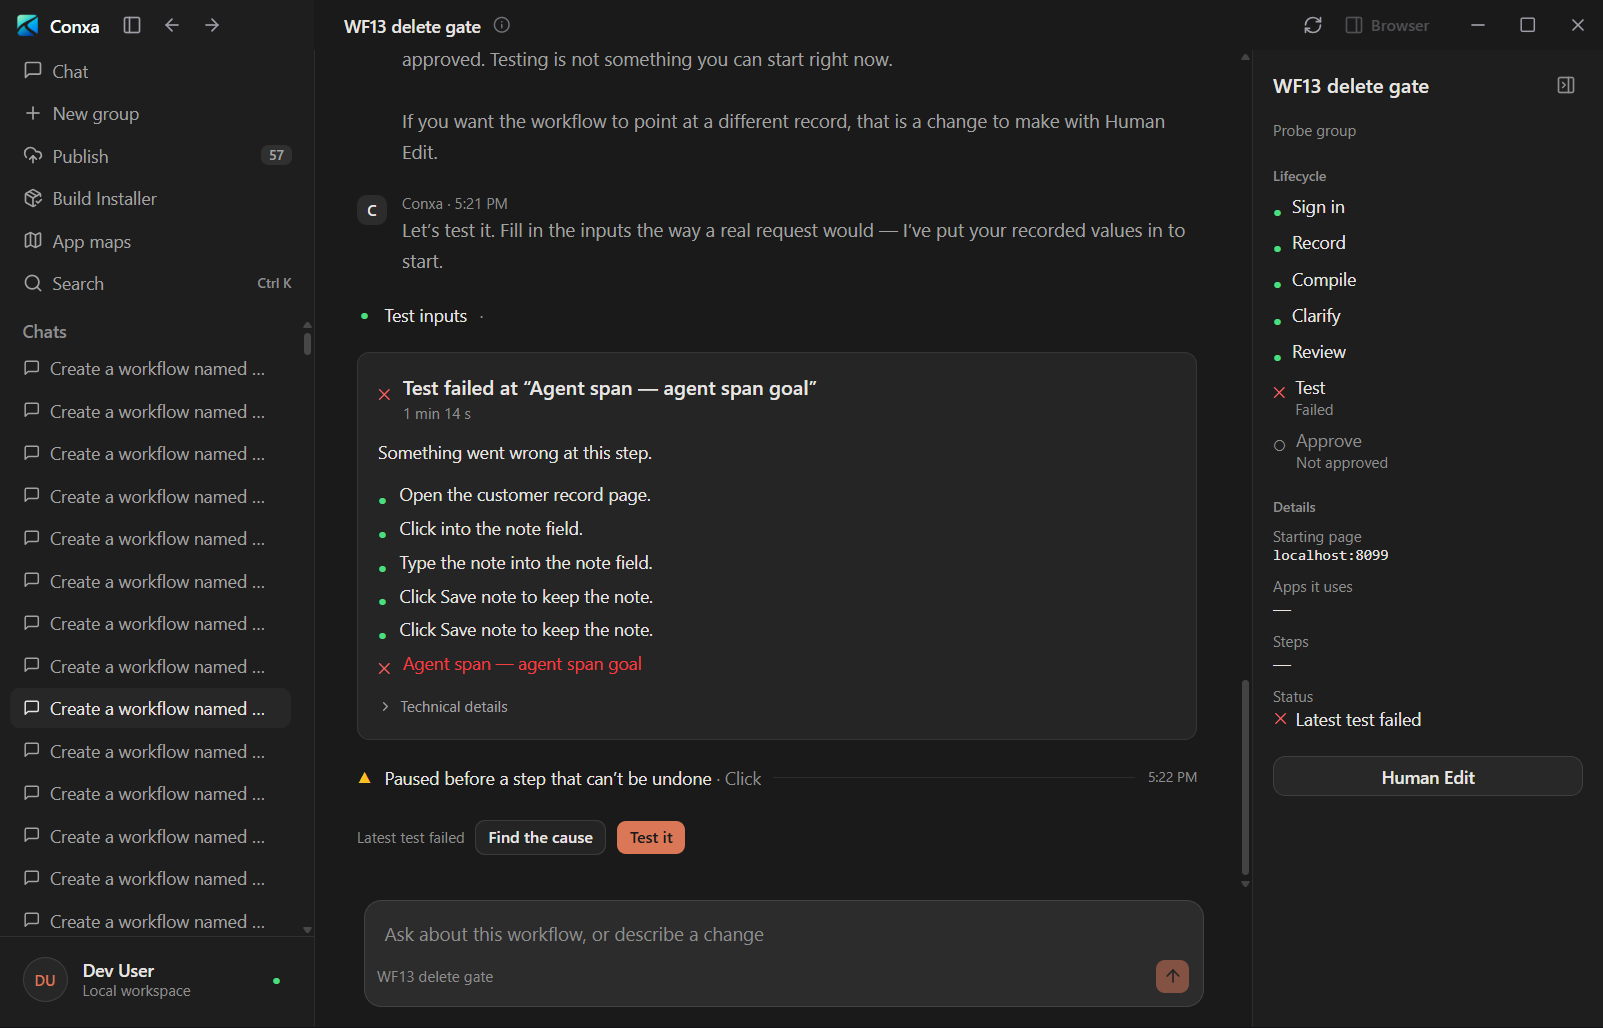 Conxa
WF13 delete gate
Browser
Chat
New group
Publish
57
Build Installer
App maps
Search
Ctrl K
Chats
Create a workflow named ...
Create a workflow named ...
Create a workflow named ...
Create a workflow named ...
Create a workflow named ...
Create a workflow named ...
Create a workflow named ...
Create a workflow named ...
Create a workflow named ...
Create a workflow named ...
Create a workflow named ...
Create a workflow named ...
Create a workflow named ...
Create a workflow named ...
DU
Dev User
Local workspace
approved. Testing is not something you can start right now.
If you want the workflow to point at a different record, that is a change to make with Human
Edit.
C
Conxa · 5:21 PM
Let's test it. Fill in the inputs the way a real request would — I've put your recorded values in to
start.
Test inputs ·
Test failed at “Agent span — agent span goal”
1 min 14 s
Something went wrong at this step.
Open the customer record page.
Click into the note field.
Type the note into the note field.
Click Save note to keep the note.
Click Save note to keep the note.
Agent span — agent span goal
Technical details
Paused before a step that can't be undone · Click
5:22 PM
Latest test failed
Find the cause
Test it
Ask about this workflow, or describe a change
WF13 delete gate
WF13 delete gate
Probe group
Lifecycle
Sign in
Record
Compile
Clarify
Review
Test
Failed
Approve
Not approved
Details
Starting page
localhost:8099
Apps it uses
—
Steps
—
Status
Latest test failed
Human Edit